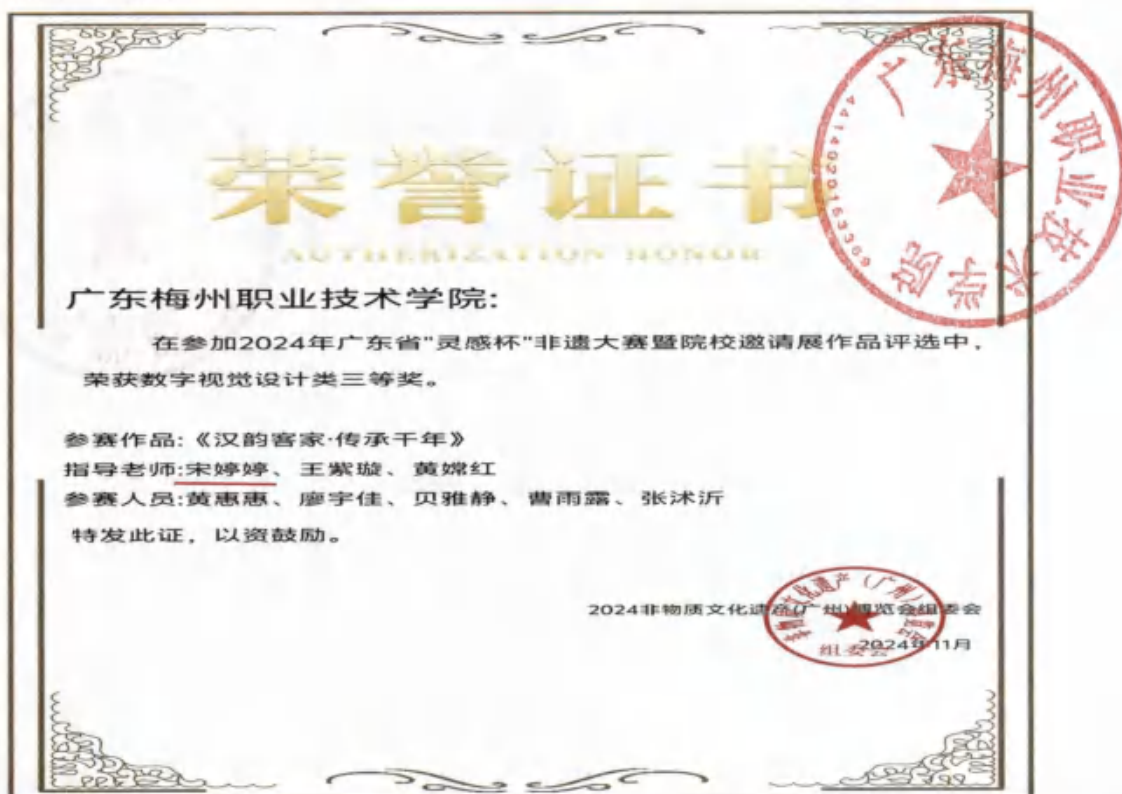 荣誉证书
AUTHERIZATION HONOR
广东梅州职业技术学院
4414020193309
广东梅州职业技术学院:
在参加2024年广东省"灵感杯"非遗大赛暨院校邀请展作品评选中,
荣获数字视觉设计类三等奖。
参赛作品:《汉韵客家·传承千年》
指导老师:宋婷婷、王紫璇、黄嫦红
参赛人员:黄惠惠、廖宇佳、贝雅静、曹雨露、张沭沂
特发此证，以资鼓励。
2024非物质文化遗产(广州)博览会组委会
2024年11月
组委会